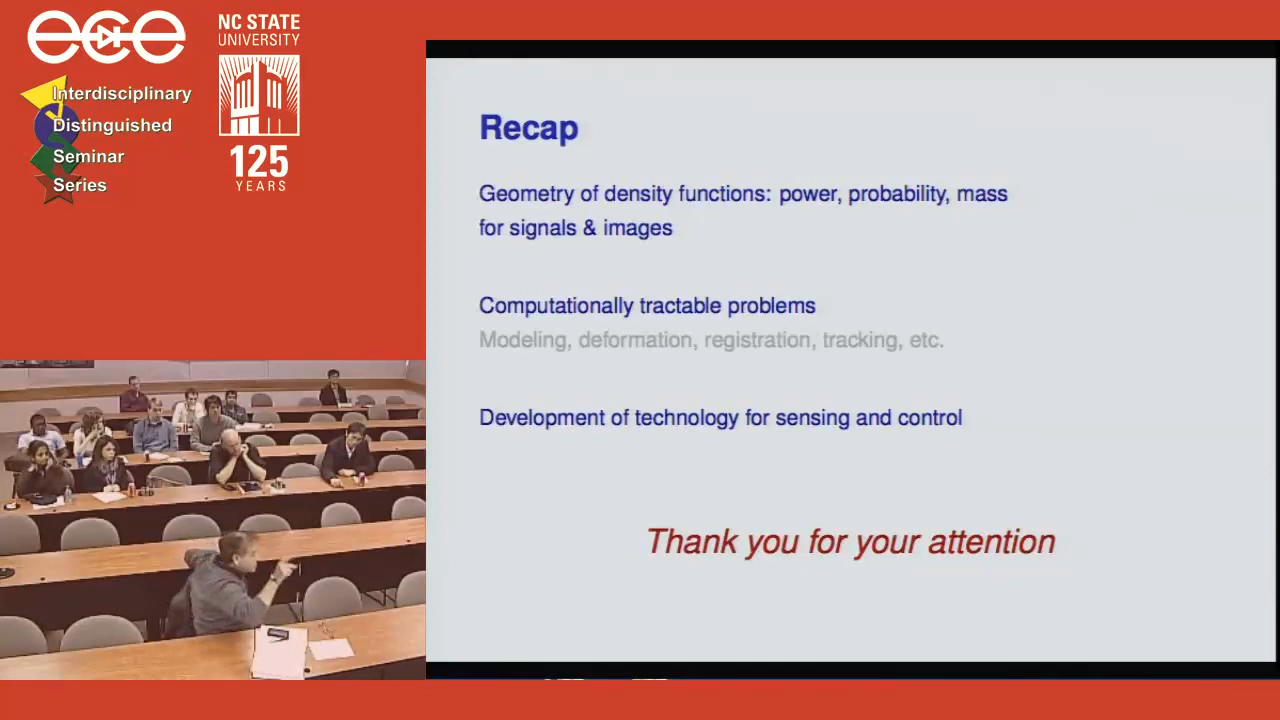 ece
NC STATE
UNIVERSITY
Interdisciplinary
Distinguished
Seminar
Series
125
YEARS
Recap
Geometry of density functions: power, probability, mass
for signals & images
Computationally tractable problems
Modeling, deformation, registration, tracking, etc.
Development of technology for sensing and control
Thank you for your attention